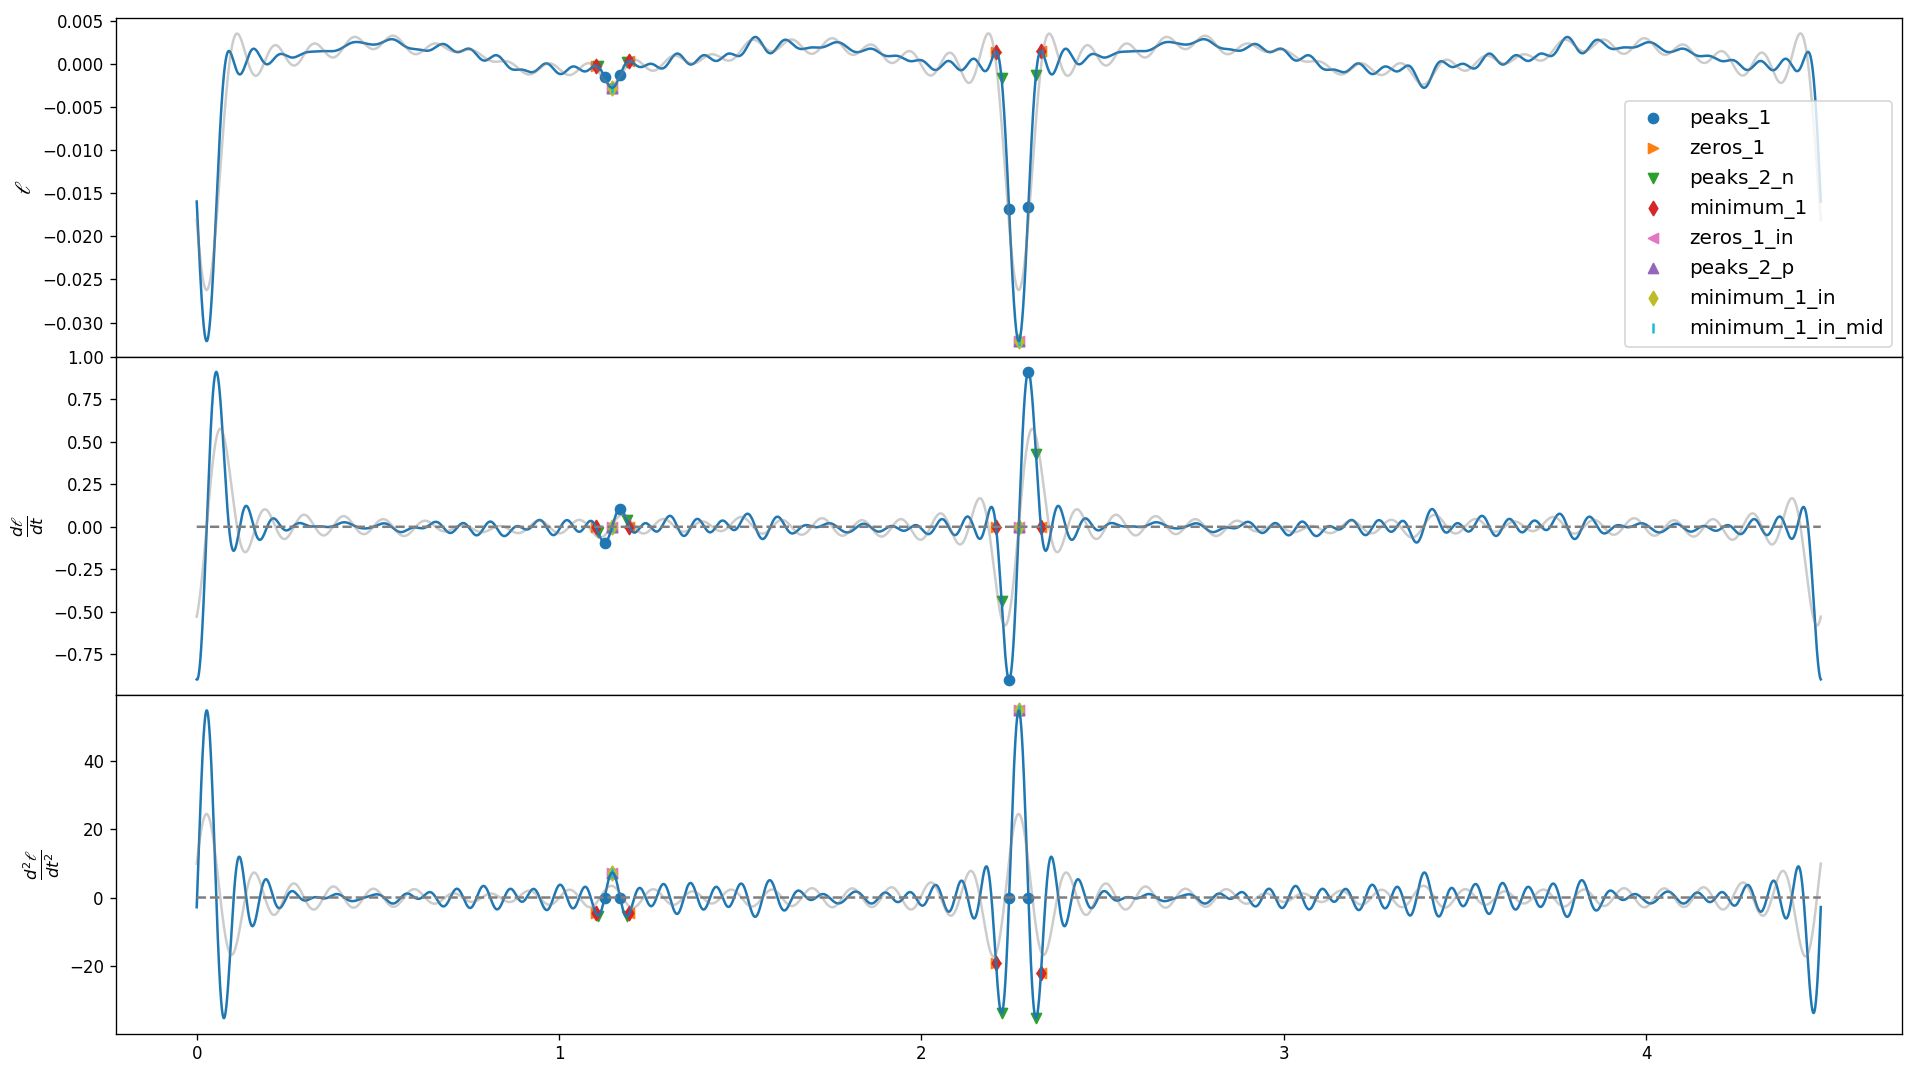 0.005
0.000
−0.005
−0.010
−0.015
−0.020
−0.025
−0.030
ℓ
peaks_1
zeros_1
peaks_2_n
minimum_1
zeros_1_in
peaks_2_p
minimum_1_in
minimum_1_in_mid
1.00
0.75
0.50
0.25
0.00
−0.25
−0.50
−0.75
dℓ/dt
40
20
0
−20
d²ℓ/dt²
0 1 2 3 4